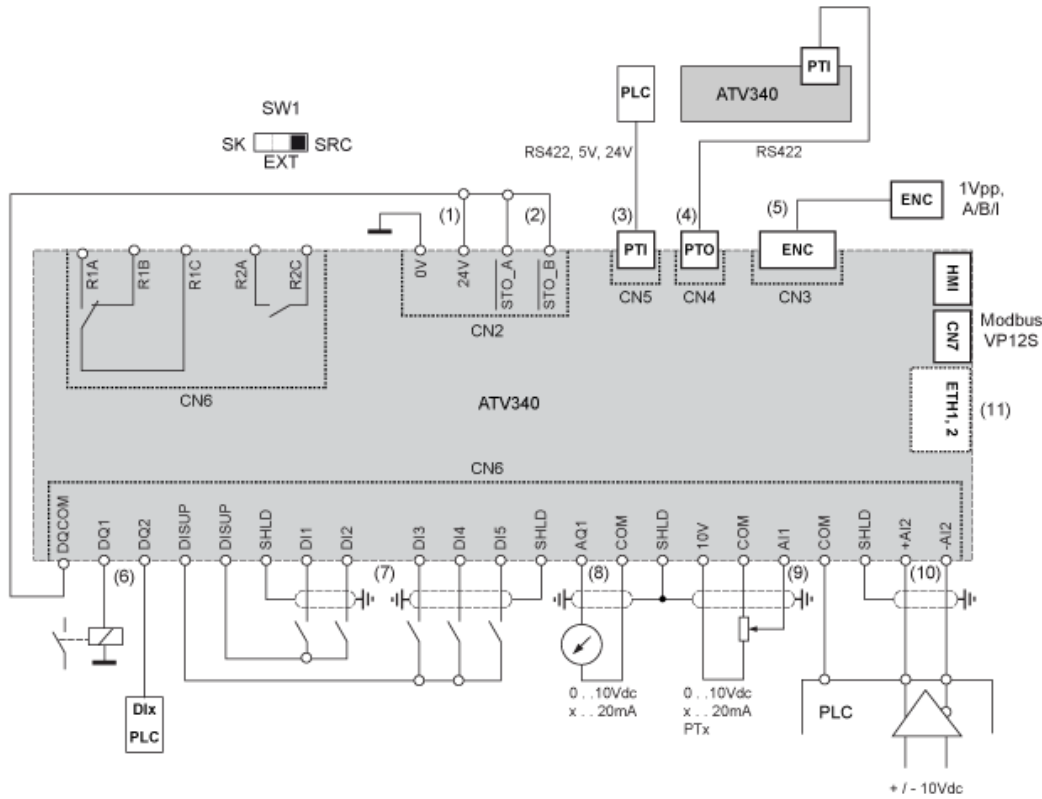 PTI
ATV340
PLC
SW1
SK
SRC
EXT
RS422, 5V, 24V
RS422
ENC
1Vpp,
A/B/I
(1)
(2)
(3)
(4)
(5)
R1A
R1B
R1C
R2A
R2C
0V
24V
STO_A
STO_B
PTI
PTO
ENC
CN5
CN4
CN3
HMI
CN2
CN7
Modbus
VP12S
CN6
ATV340
ETH1, 2
(11)
CN6
DQCOM
DQ1
DQ2
DISUP
DISUP
SHLD
DI1
DI2
DI3
DI4
DI5
SHLD
AQ1
COM
SHLD
10V
COM
AI1
COM
SHLD
+AI2
-AI2
(6)
(7)
(8)
(9)
(10)
0 . . 10Vdc
x . . 20mA
0 . . 10Vdc
x . . 20mA
PTx
PLC
DIx
PLC
+ / - 10Vdc